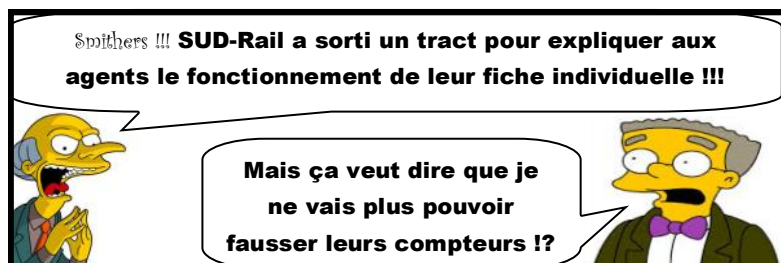 Smithers !!! SUD-Rail a sorti un tract pour expliquer aux
agents le fonctionnement de leur fiche individuelle !!!
Mais ça veut dire que je
ne vais plus pouvoir
fausser leurs compteurs !?